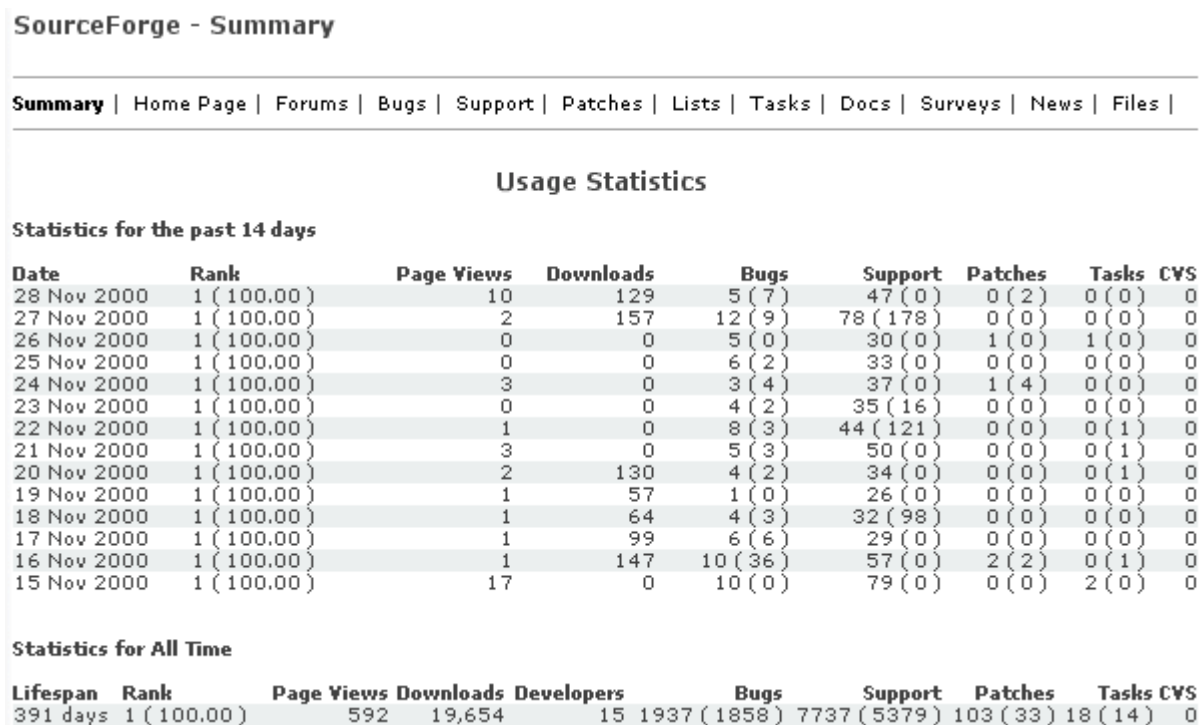 SourceForge - Summary
Summary | Home Page | Forums | Bugs | Support | Patches | Lists | Tasks | Docs | Surveys | News | Files |
Usage Statistics
Statistics for the past 14 days
Date Rank Page Views Downloads Bugs Support Patches Tasks CVS
28 Nov 2000 1 ( 100.00 ) 10 129 5 ( 7 ) 47 ( 0 ) 0 ( 2 ) 0 ( 0 ) 0
27 Nov 2000 1 ( 100.00 ) 2 157 12 ( 9 ) 78 ( 178 ) 0 ( 0 ) 0 ( 0 ) 0
26 Nov 2000 1 ( 100.00 ) 0 0 5 ( 0 ) 30 ( 0 ) 1 ( 0 ) 1 ( 0 ) 0
25 Nov 2000 1 ( 100.00 ) 0 0 6 ( 2 ) 33 ( 0 ) 0 ( 0 ) 0 ( 0 ) 0
24 Nov 2000 1 ( 100.00 ) 3 0 3 ( 4 ) 37 ( 0 ) 1 ( 4 ) 0 ( 0 ) 0
23 Nov 2000 1 ( 100.00 ) 0 0 4 ( 2 ) 35 ( 16 ) 0 ( 0 ) 0 ( 0 ) 0
22 Nov 2000 1 ( 100.00 ) 1 0 8 ( 3 ) 44 ( 121 ) 0 ( 0 ) 0 ( 1 ) 0
21 Nov 2000 1 ( 100.00 ) 3 0 5 ( 3 ) 50 ( 0 ) 0 ( 0 ) 0 ( 1 ) 0
20 Nov 2000 1 ( 100.00 ) 2 130 4 ( 2 ) 34 ( 0 ) 0 ( 0 ) 0 ( 1 ) 0
19 Nov 2000 1 ( 100.00 ) 1 57 1 ( 0 ) 26 ( 0 ) 0 ( 0 ) 0 ( 0 ) 0
18 Nov 2000 1 ( 100.00 ) 1 64 4 ( 3 ) 32 ( 98 ) 0 ( 0 ) 0 ( 0 ) 0
17 Nov 2000 1 ( 100.00 ) 1 99 6 ( 6 ) 29 ( 0 ) 0 ( 0 ) 0 ( 0 ) 0
16 Nov 2000 1 ( 100.00 ) 1 147 10 ( 36 ) 57 ( 0 ) 2 ( 2 ) 0 ( 1 ) 0
15 Nov 2000 1 ( 100.00 ) 17 0 10 ( 0 ) 79 ( 0 ) 0 ( 0 ) 2 ( 0 ) 0
Statistics for All Time
Lifespan Rank Page Views Downloads Developers Bugs Support Patches Tasks CVS
391 days 1 ( 100.00 ) 592 19,654 15 1937 ( 1858 ) 7737 ( 5379 ) 103 ( 33 ) 18 ( 14 ) 0